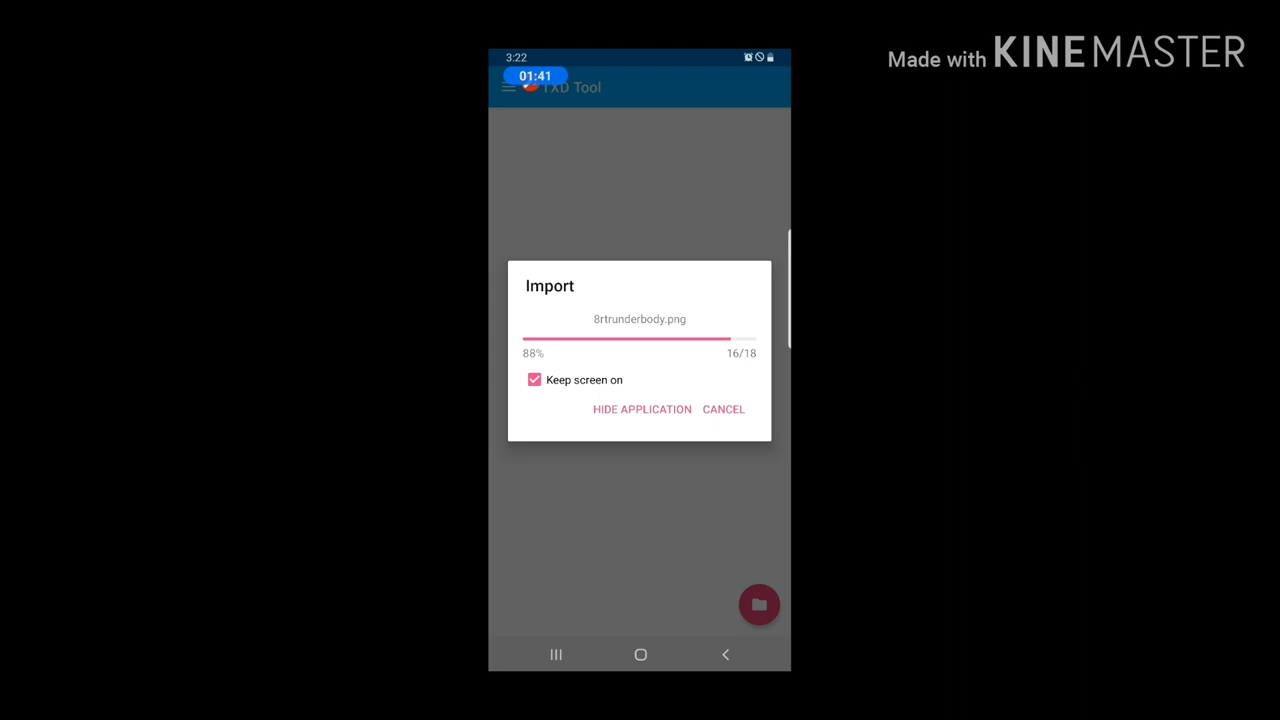 Made with KINEMASTER
3:22
01:41
TXD Tool
Import
8rtrunderbody.png
88% 16/18
Keep screen on
HIDE APPLICATION CANCEL